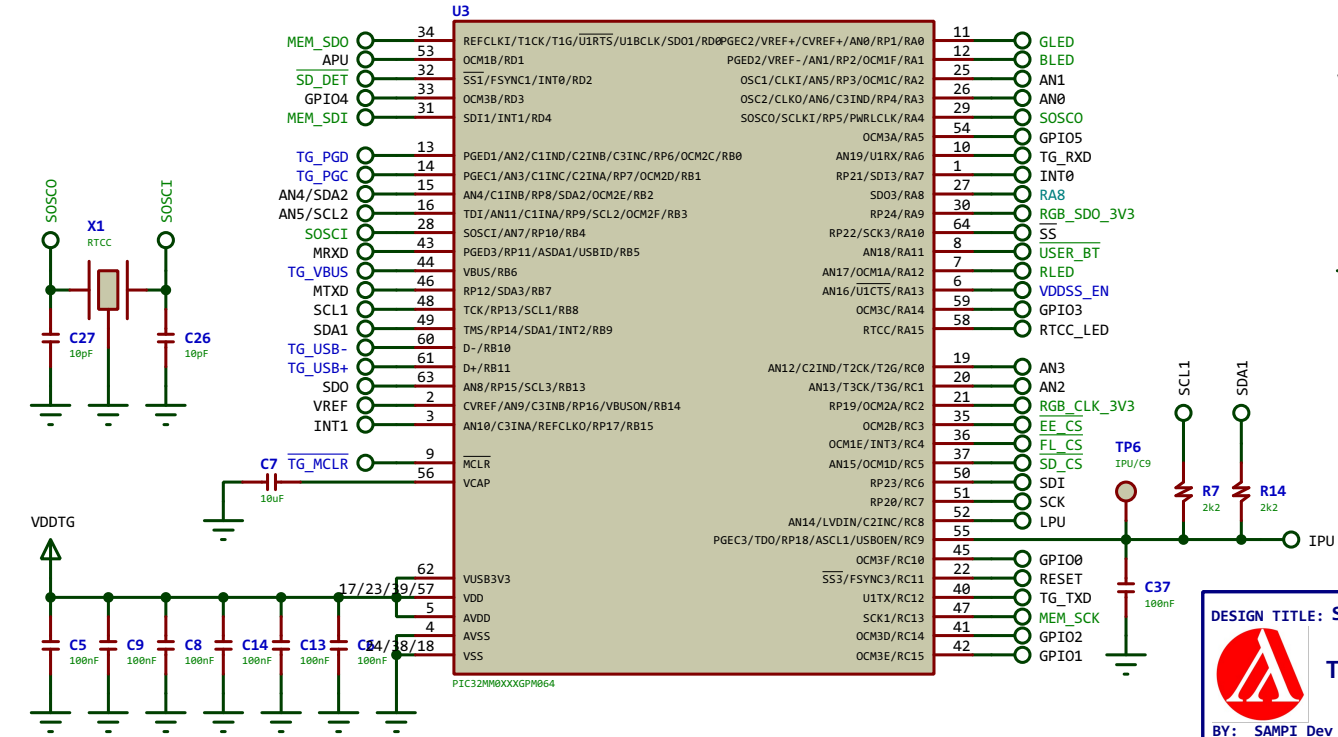 U3
MEM_SDO 34 REFCLKI/T1CK/T1G/U1RTS/U1BCLK/SDO1/RD0
APU 53 OCM1B/RD1
SD_DET 32 SS1/FSYNC1/INT0/RD2
GPIO4 33 OCM3B/RD3
MEM_SDI 31 SDI1/INT1/RD4
TG_PGD 13 PGED1/AN2/C1IND/C2INB/C3INC/RP6/OCM2C/RB0
TG_PGC 14 PGEC1/AN3/C1INC/C2INA/RP7/OCM2D/RB1
AN4/SDA2 15 AN4/C1INB/RP8/SDA2/OCM2E/RB2
AN5/SCL2 16 TDI/AN11/C1INA/RP9/SCL2/OCM2F/RB3
SOSCI 28 SOSCI/AN7/RP10/RB4
MRXD 43 PGED3/RP11/ASDA1/USBID/RB5
TG_VBUS 44 VBUS/RB6
MTXD 46 RP12/SDA3/RB7
SCL1 48 TCK/RP13/SCL1/RB8
SDA1 49 TMS/RP14/SDA1/INT2/RB9
TG_USB- 60 D-/RB10
TG_USB+ 61 D+/RB11
SDO 63 AN8/RP15/SCL3/RB13
VREF 2 CVREF/AN9/C3INB/RP16/VBUSON/RB14
INT1 3 AN10/C3INA/REFCLKO/RP17/RB15
TG_MCLR 9 MCLR
56 VCAP
62 VUSB3V3
17/23/39/57 VDD
5 AVDD
4 AVSS
24/38/18 VSS
PIC32MM0XXXGPM064
PGEC2/VREF+/CVREF+/AN0/RP1/RA0 11 GLED
PGED2/VREF-/AN1/RP2/OCM1F/RA1 12 BLED
OSC1/CLKI/AN5/RP3/OCM1C/RA2 25 AN1
OSC2/CLKO/AN6/C3IND/RP4/RA3 26 AN0
SOSCO/SCLKI/RP5/PWRLCLK/RA4 29 SOSCO
OCM3A/RA5 54 GPIO5
AN19/U1RX/RA6 10 TG_RXD
RP21/SDI3/RA7 1 INT0
SDO3/RA8 27 RA8
RP24/RA9 30 RGB_SDO_3V3
RP22/SCK3/RA10 64 SS
AN18/RA11 8 USER_BT
AN17/OCM1A/RA12 7 RLED
AN16/U1CTS/RA13 6 VDDSS_EN
OCM3C/RA14 59 GPIO3
RTCC/RA15 58 RTCC_LED
AN12/C2IND/T2CK/T2G/RC0 19 AN3
AN13/T3CK/T3G/RC1 20 AN2
RP19/OCM2A/RC2 21 RGB_CLK_3V3
OCM2B/RC3 35 EE_CS
OCM1E/INT3/RC4 36 FL_CS
AN15/OCM1D/RC5 37 SD_CS
RP23/RC6 50 SDI
RP20/RC7 51 SCK
AN14/LVDIN/C2INC/RC8 52 LPU
PGEC3/TDO/RP18/ASCL1/USBOEN/RC9 55 IPU
OCM3F/RC10 45 GPIO0
SS3/FSYNC3/RC11 22 RESET
U1TX/RC12 40 TG_TXD
SCK1/RC13 47 MEM_SCK
OCM3D/RC14 41 GPIO2
OCM3E/RC15 42 GPIO1
SOSCO
SOSCI
X1
RTCC
C27
10pF
C26
10pF
C7
10uF
VDDTG
C5
100nF
C9
100nF
C8
100nF
C14
100nF
C13
100nF
C6
100nF
SCL1
SDA1
TP6
IPU/C9
R7
2k2
R14
2k2
C37
100nF
DESIGN TITLE: S
T
BY: SAMPI Dev